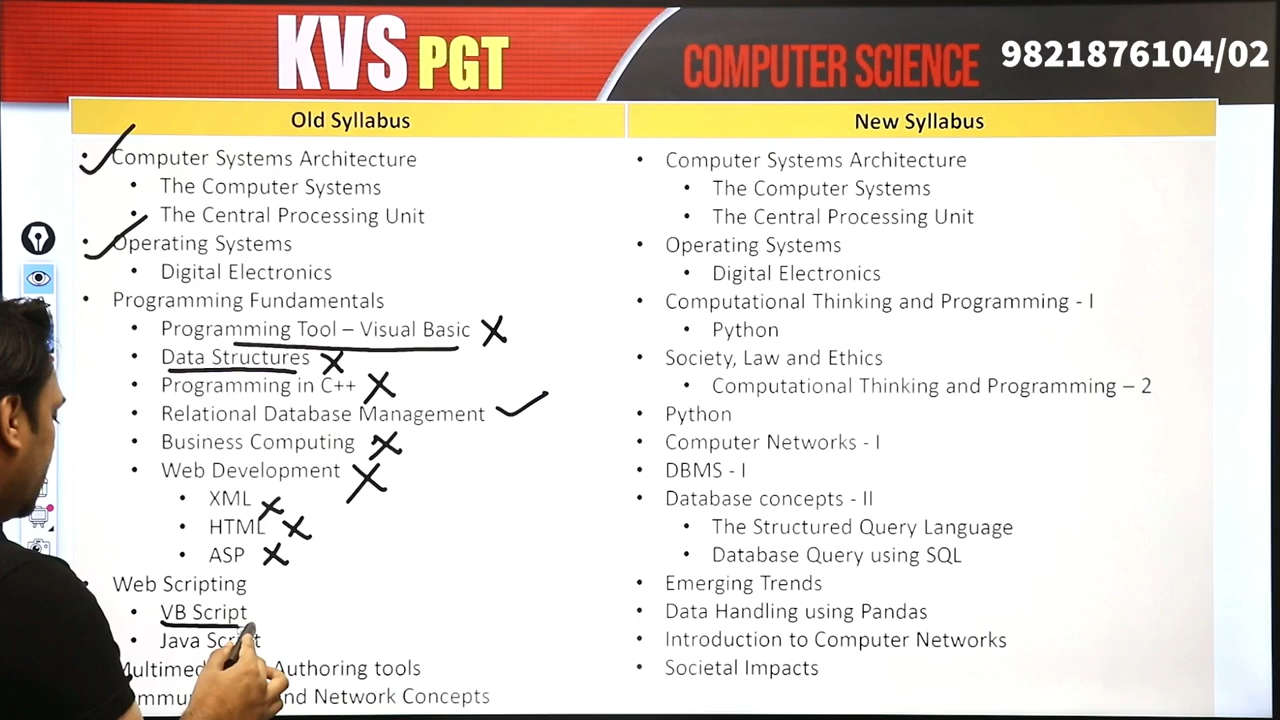 KVS PGT
COMPUTER SCIENCE
9821876104/02
Old Syllabus
• Computer Systems Architecture
• The Computer Systems
• The Central Processing Unit
• Operating Systems
• Digital Electronics
• Programming Fundamentals
• Programming Tool – Visual Basic
• Data Structures
• Programming in C++
• Relational Database Management
• Business Computing
• Web Development
• XML
• HTML
• ASP
• Web Scripting
• VB Script
• Java Script
Authoring tools
Network Concepts
New Syllabus
• Computer Systems Architecture
• The Computer Systems
• The Central Processing Unit
• Operating Systems
• Digital Electronics
• Computational Thinking and Programming - I
• Python
• Society, Law and Ethics
• Computational Thinking and Programming – 2
• Python
• Computer Networks - I
• DBMS - I
• Database concepts - II
• The Structured Query Language
• Database Query using SQL
• Emerging Trends
• Data Handling using Pandas
• Introduction to Computer Networks
• Societal Impacts